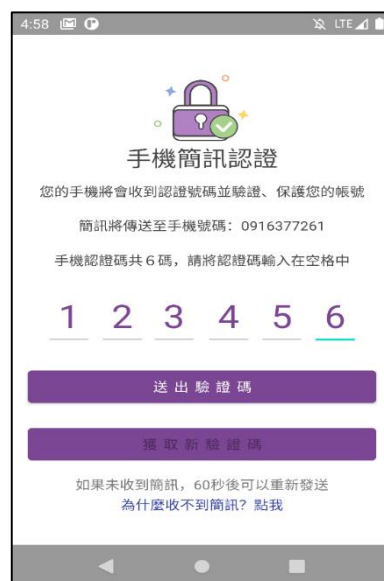 4:58
LTE
手機簡訊認證
您的手機將會收到認證號碼並驗證、保護您的帳號
簡訊將傳送至手機號碼：0916377261
手機認證碼共６碼，請將認證碼輸入在空格中
1 2 3 4 5 6
送出驗證碼
獲取新驗證碼
如果未收到簡訊，60秒後可以重新發送
為什麼收不到簡訊？點我